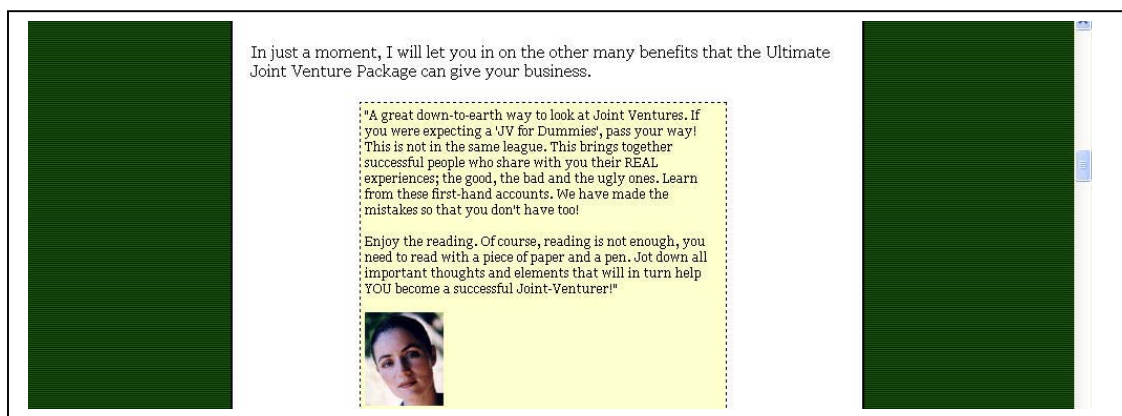 In just a moment, I will let you in on the other many benefits that the Ultimate
Joint Venture Package can give your business.
"A great down-to-earth way to look at Joint Ventures. If
you were expecting a 'JV for Dummies', pass your way!
This is not in the same league. This brings together
successful people who share with you their REAL
experiences; the good, the bad and the ugly ones. Learn
from these first-hand accounts. We have made the
mistakes so that you don't have too!
Enjoy the reading. Of course, reading is not enough, you
need to read with a piece of paper and a pen. Jot down all
important thoughts and elements that will in turn help
YOU become a successful Joint-Venturer!"